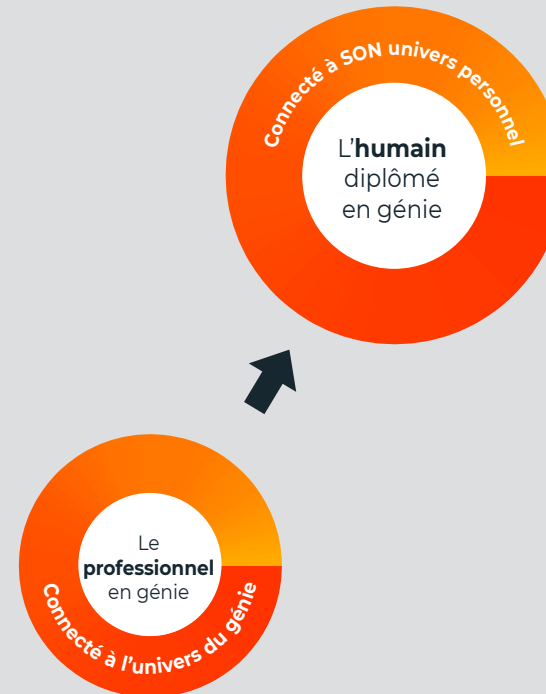 Connecté à SON univers personnel
L'humain
diplômé
en génie
Le
professionnel
en génie
Connecté à l'univers du génie